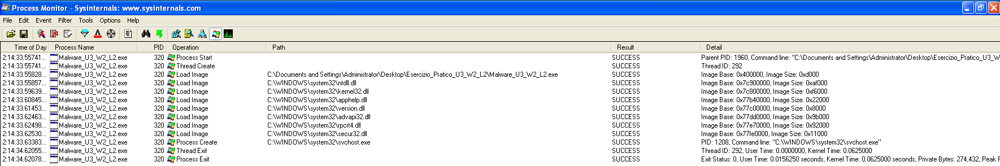 Process Monitor - Sysinternals: www.sysinternals.com
File Edit Event Filter Tools Options Help
Time of Day Process Name PID Operation Path Result Detail
2:14:33.55741... Malware_U3_W2_L2.exe 320 Process Start SUCCESS Parent PID: 1960, Command line: "C:\Documents and Settings\Administrator\Desktop\Esercizio_Pratico_U3_W
2:14:33.55741... Malware_U3_W2_L2.exe 320 Thread Create SUCCESS Thread ID: 292
2:14:33.55828... Malware_U3_W2_L2.exe 320 Load Image C:\Documents and Settings\Administrator\Desktop\Esercizio_Pratico_U3_W2_L2\Malware_U3_W2_L2.exe SUCCESS Image Base: 0x400000, Image Size: 0xd000
2:14:33.55857... Malware_U3_W2_L2.exe 320 Load Image C:\WINDOWS\system32\ntdll.dll SUCCESS Image Base: 0x7c900000, Image Size: 0xaf000
2:14:33.59639... Malware_U3_W2_L2.exe 320 Load Image C:\WINDOWS\system32\kernel32.dll SUCCESS Image Base: 0x7c800000, Image Size: 0xf6000
2:14:33.60845... Malware_U3_W2_L2.exe 320 Load Image C:\WINDOWS\system32\apphelp.dll SUCCESS Image Base: 0x77b40000, Image Size: 0x22000
2:14:33.61453... Malware_U3_W2_L2.exe 320 Load Image C:\WINDOWS\system32\version.dll SUCCESS Image Base: 0x77c00000, Image Size: 0x8000
2:14:33.62463... Malware_U3_W2_L2.exe 320 Load Image C:\WINDOWS\system32\advapi32.dll SUCCESS Image Base: 0x77dd0000, Image Size: 0x9b000
2:14:33.62498... Malware_U3_W2_L2.exe 320 Load Image C:\WINDOWS\system32\rpcrt4.dll SUCCESS Image Base: 0x77e70000, Image Size: 0x92000
2:14:33.62530... Malware_U3_W2_L2.exe 320 Load Image C:\WINDOWS\system32\secur32.dll SUCCESS Image Base: 0x77fe0000, Image Size: 0x11000
2:14:33.63383... Malware_U3_W2_L2.exe 320 Process Create C:\WINDOWS\system32\svchost.exe SUCCESS PID: 1208, Command line: "C:\WINDOWS\system32\svchost.exe"
2:14:34.62055... Malware_U3_W2_L2.exe 320 Thread Exit SUCCESS Thread ID: 292, User Time: 0.0000000, Kernel Time: 0.0625000
2:14:34.62078... Malware_U3_W2_L2.exe 320 Process Exit SUCCESS Exit Status: 0, User Time: 0.0156250 seconds, Kernel Time: 0.0625000 seconds, Private Bytes: 274,432, Peak